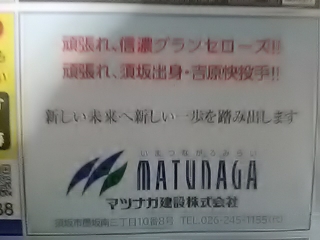 頑張れ、信濃グランセローズ!!
頑張れ、須坂出身・吉原快投手!!
新しい未来へ新しい一歩を踏み出します
MATUNAGA
マツナガ建設株式会社
TEL.026-245-1155